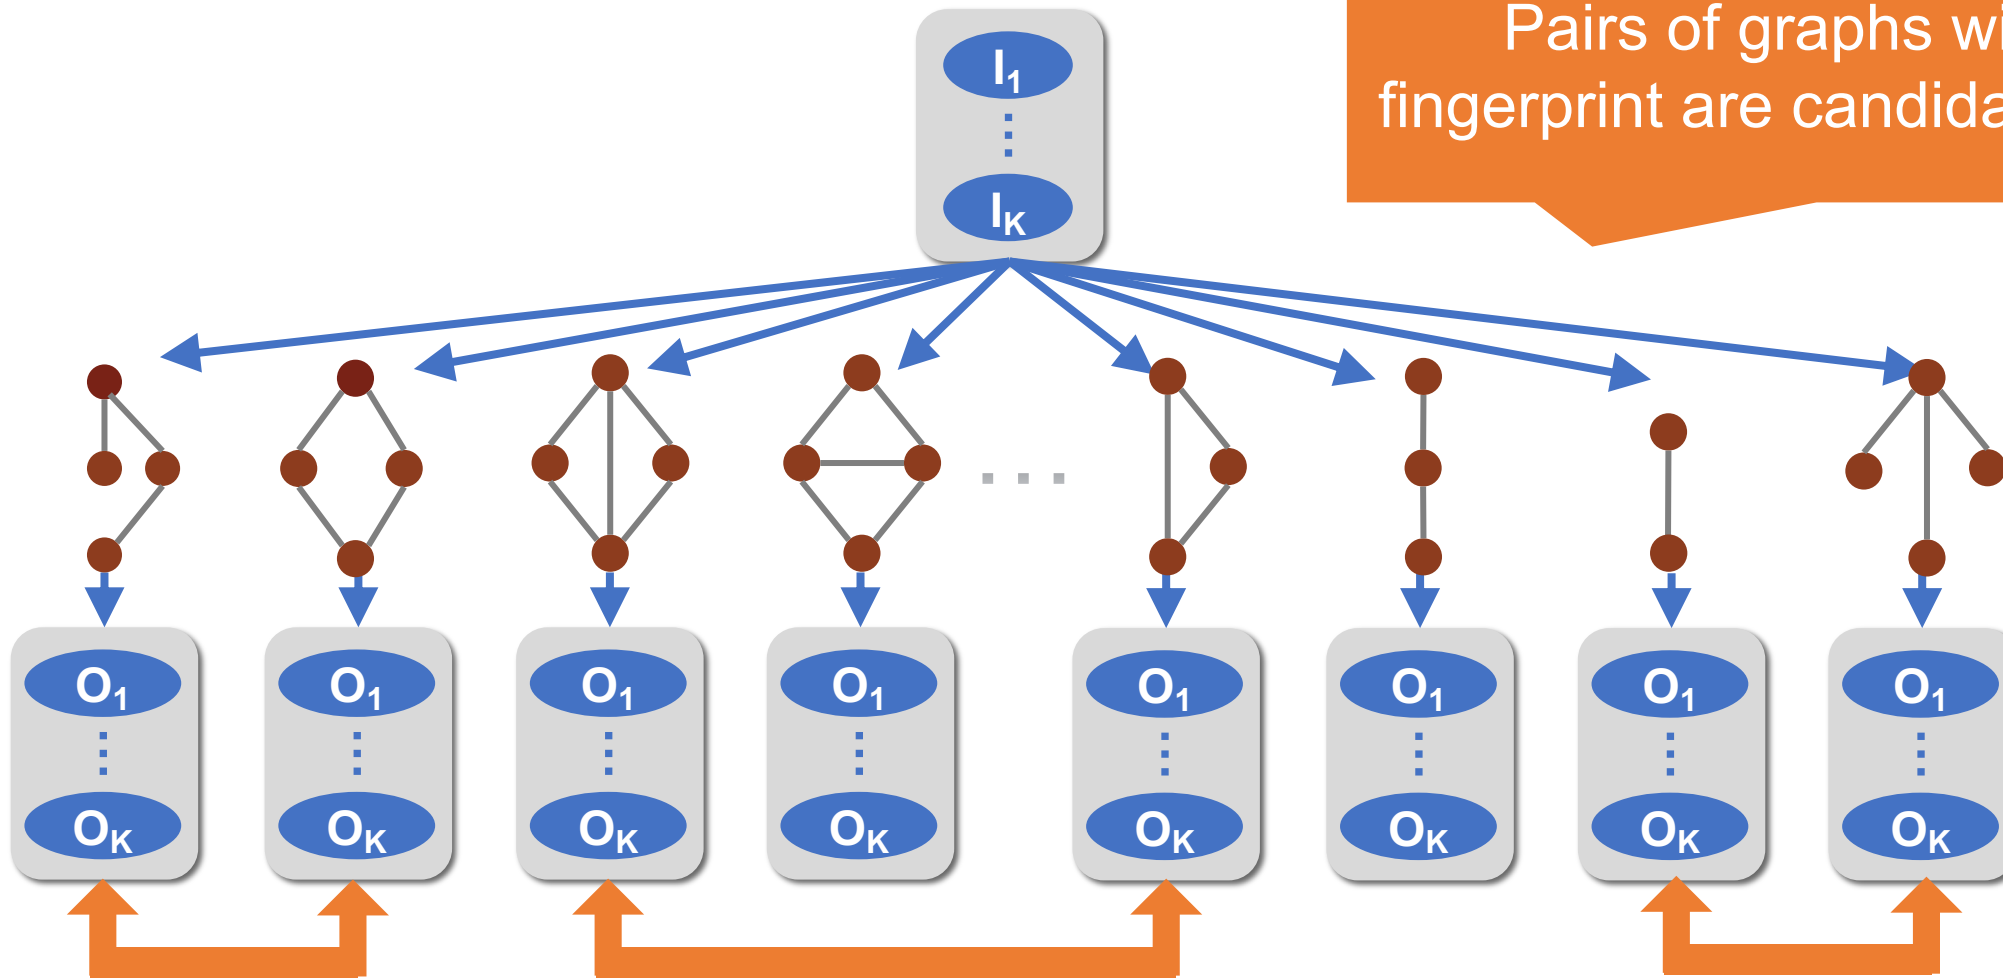 Pairs of graphs wi
fingerprint are candida
I1
IK
. . .
O1 O1 O1 O1 O1 O1 O1 O1
OK OK OK OK OK OK OK OK